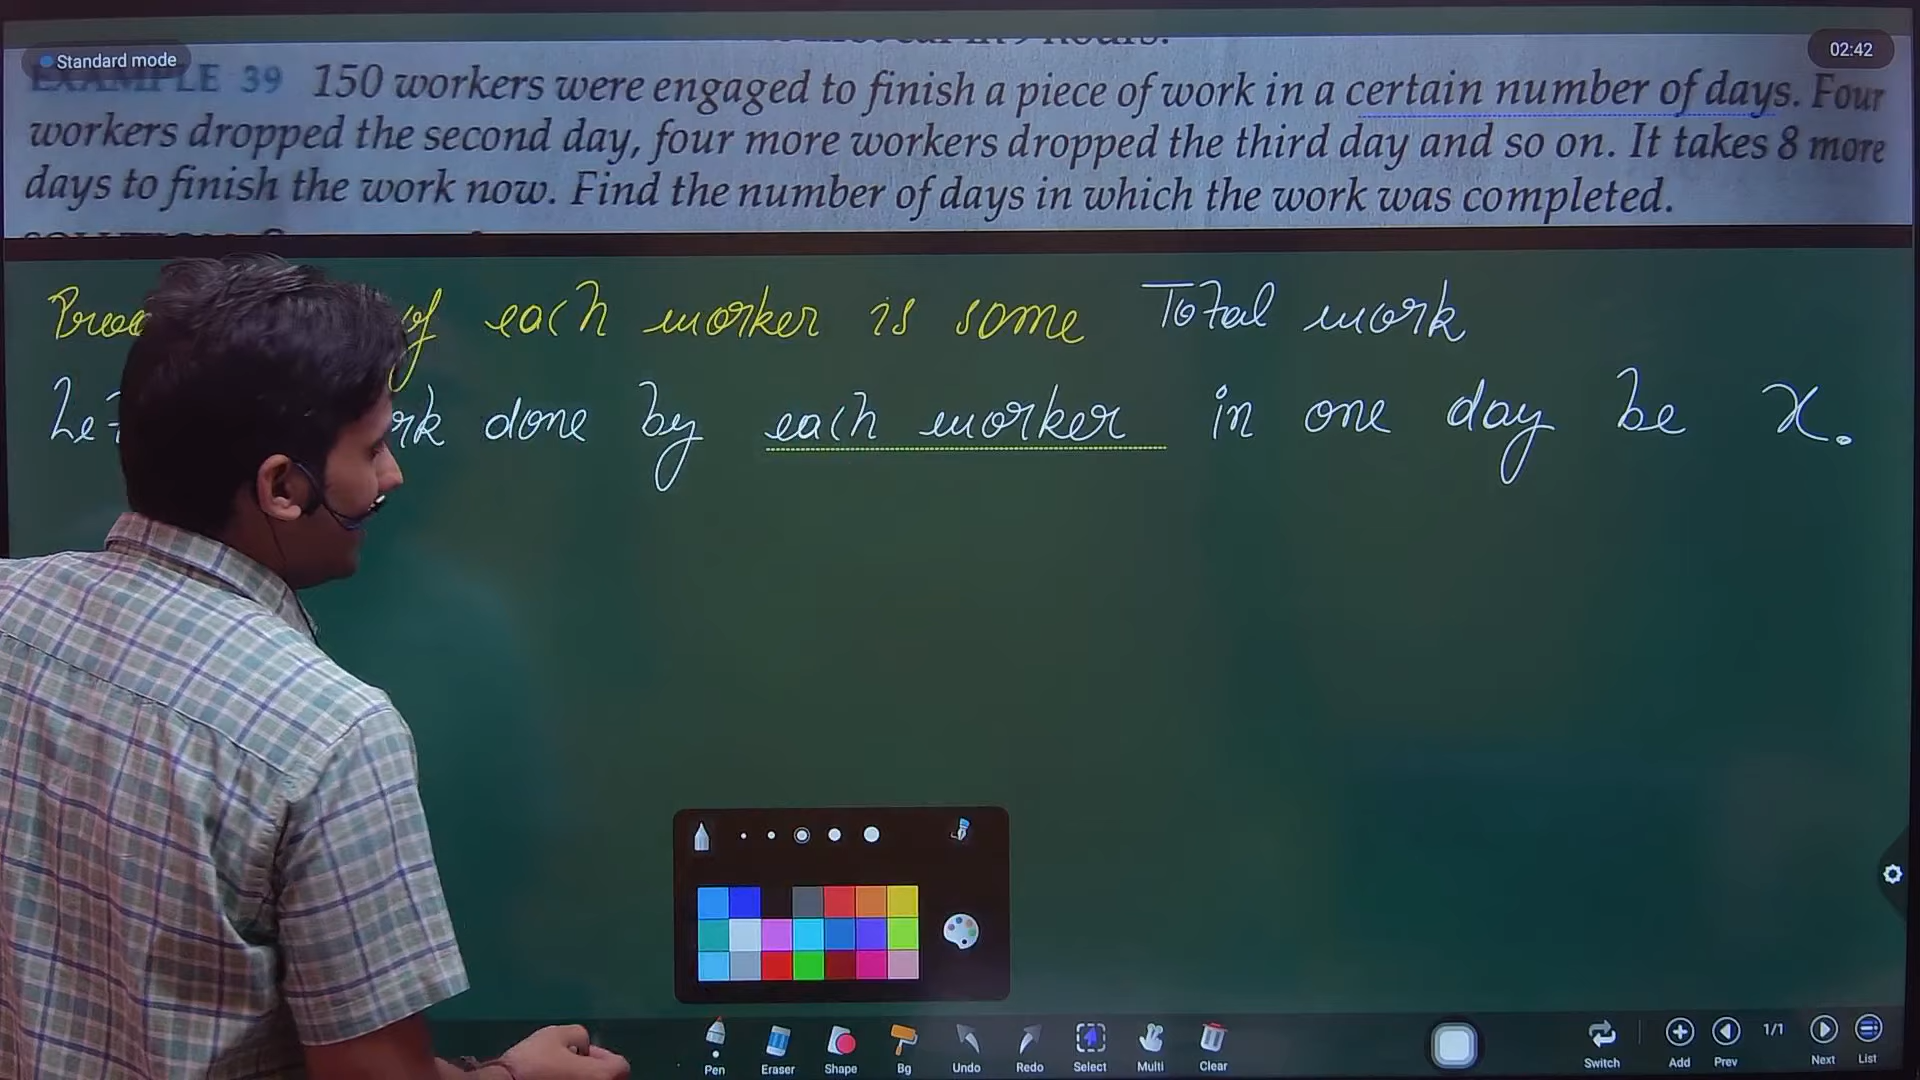 Standard mode
02:42
EXAMPLE 39 150 workers were engaged to finish a piece of work in a certain number of days. Four
workers dropped the second day, four more workers dropped the third day and so on. It takes 8 more
days to finish the work now. Find the number of days in which the work was completed.
of each worker is some Total work
done by each worker in one day be x.
Pen Eraser Shape Bg Undo Redo Select Multi Clear Switch Add Prev 1/1 Next List